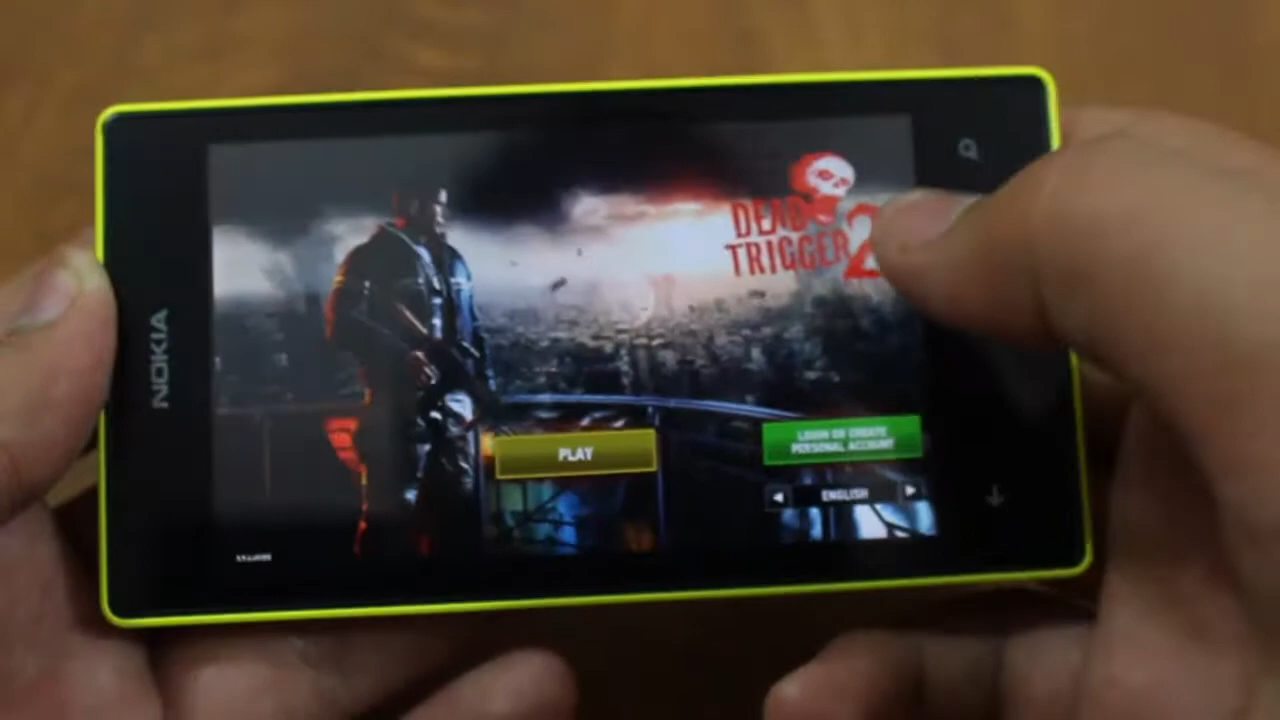 NOKIA
DEAD
TRIGGER 2
PLAY
LOGIN OR CREATE
PERSONAL ACCOUNT
ENGLISH